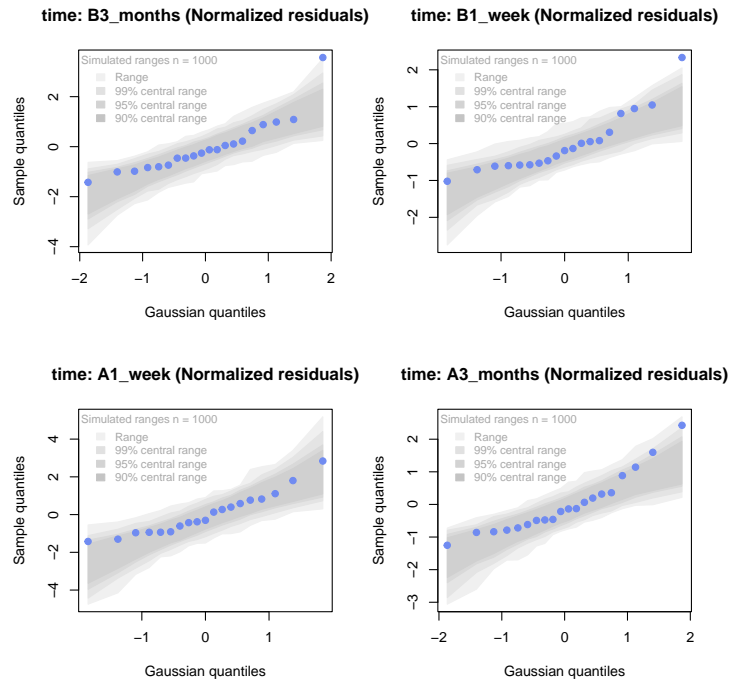 time: B3_months (Normalized residuals)
Simulated ranges n = 1000
Range
99% central range
95% central range
90% central range
Sample quantiles
2
0
−2
−4
−2
−1
0
1
2
Gaussian quantiles
time: B1_week (Normalized residuals)
Simulated ranges n = 1000
Range
99% central range
95% central range
90% central range
Sample quantiles
2
1
0
−1
−2
−1
0
1
Gaussian quantiles
time: A1_week (Normalized residuals)
Simulated ranges n = 1000
Range
99% central range
95% central range
90% central range
Sample quantiles
4
2
0
−2
−4
−1
0
1
Gaussian quantiles
time: A3_months (Normalized residuals)
Simulated ranges n = 1000
Range
99% central range
95% central range
90% central range
Sample quantiles
2
1
0
−1
−2
−3
−2
−1
0
1
2
Gaussian quantiles